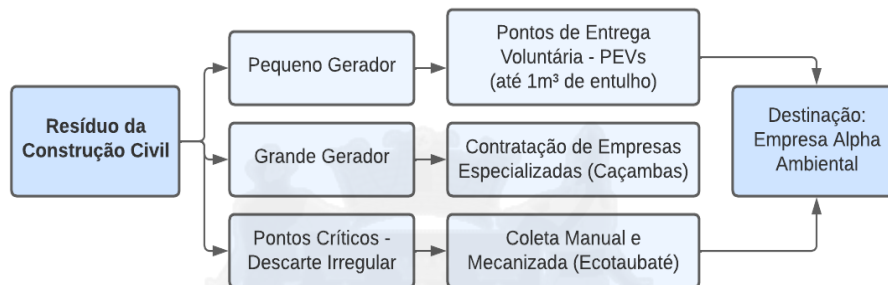 Resíduo da
Construção Civil
Pequeno Gerador
Pontos de Entrega
Voluntária - PEVs
(até 1m³ de entulho)
Grande Gerador
Contratação de Empresas
Especializadas (Caçambas)
Pontos Críticos -
Descarte Irregular
Coleta Manual e
Mecanizada (Ecotaubaté)
Destinação:
Empresa Alpha
Ambiental